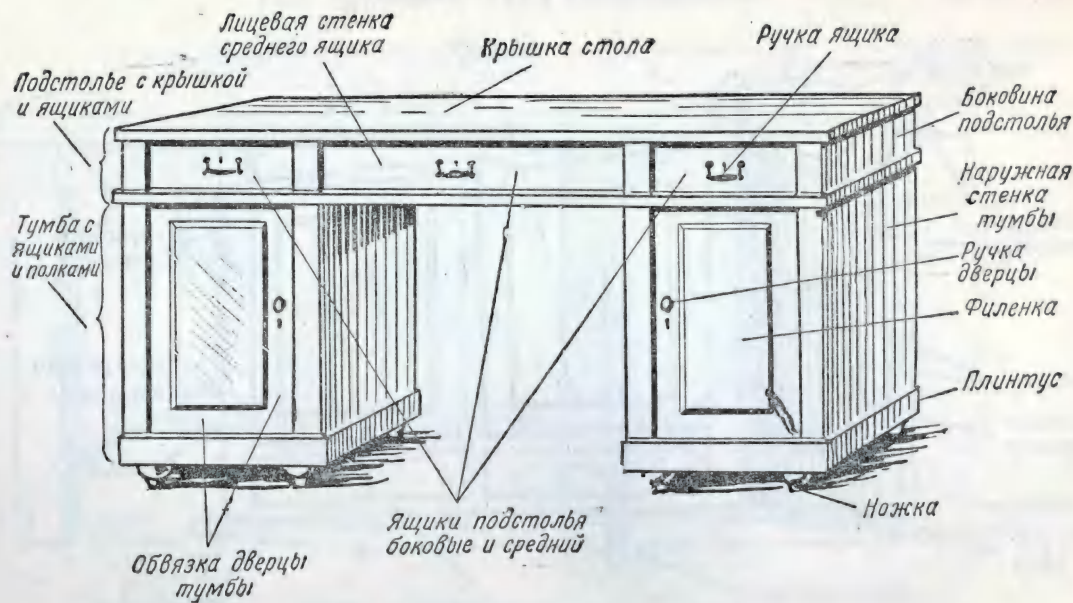 Лицевая стенка
среднего ящика
Крышка стола
Ручка ящика
Подстолье с крышкой
и ящиками
Боковина
подстолья
Наружная
стенка
тумбы
Тумба с
ящиками
и полками
Ручка
дверцы
Филенка
Плинтус
Ножка
Ящики подстолья
боковые и средний
Обвязка дверцы
тумбы